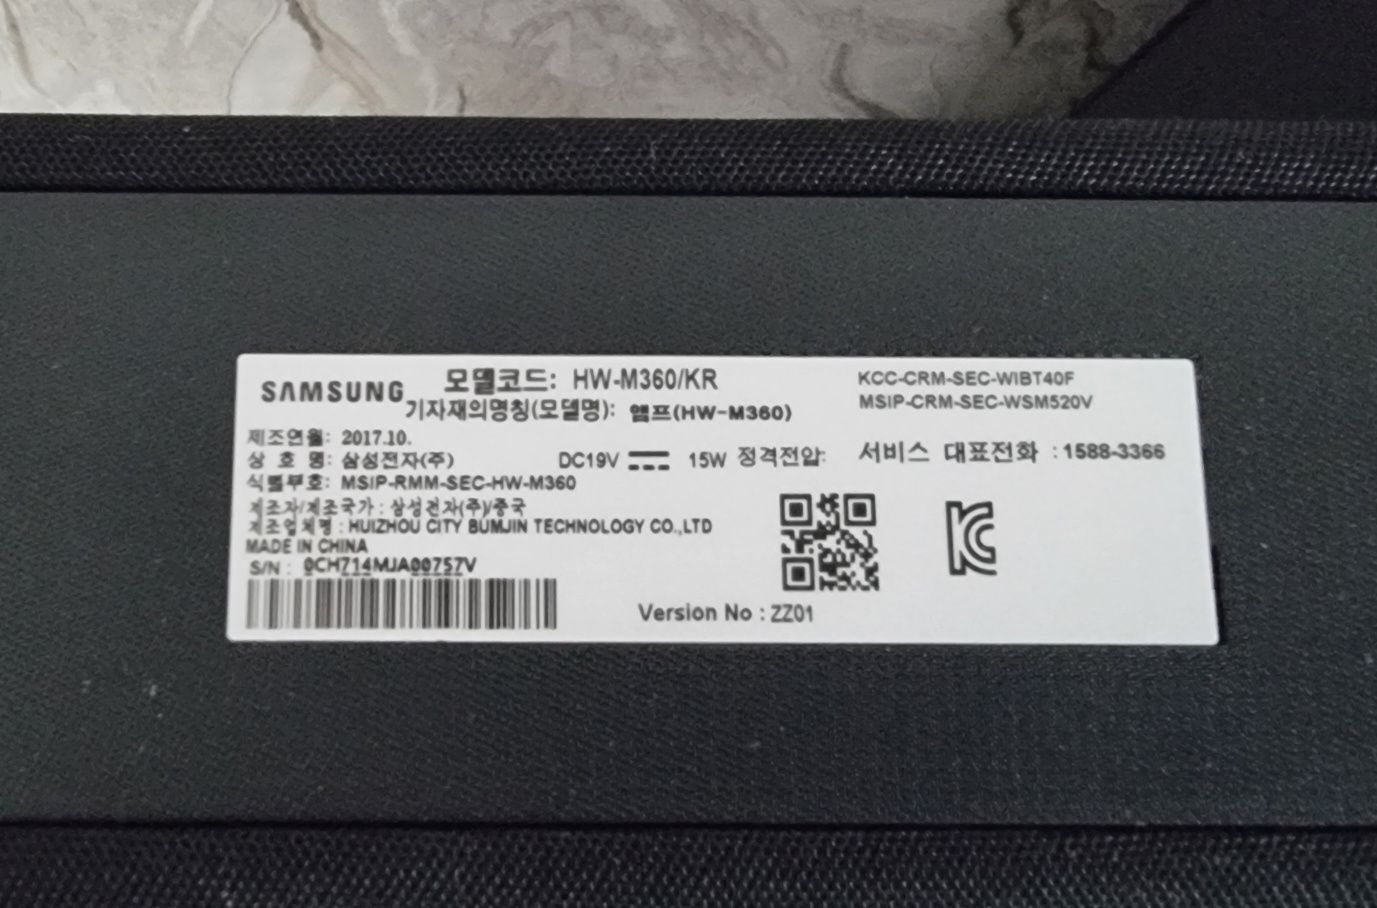 SAMSUNG 모델코드: HW-M360/KR
기자재의명칭(모델명): 앰프(HW-M360)
제조연월: 2017.10.
상 호 명: 삼성전자(주) DC19V 15W 정격전압:
식별부호: MSIP-RMM-SEC-HW-M360
제조자/제조국가 : 삼성전자(주)/중국
제조업체명 : HUIZHOU CITY BUMJIN TECHNOLOGY CO.,LTD
MADE IN CHINA
S/N : 0CH714MJA00757V
Version No : ZZ01
KCC-CRM-SEC-WIBT40F
MSIP-CRM-SEC-WSM520V
서비스 대표전화 : 1588-3366
KC